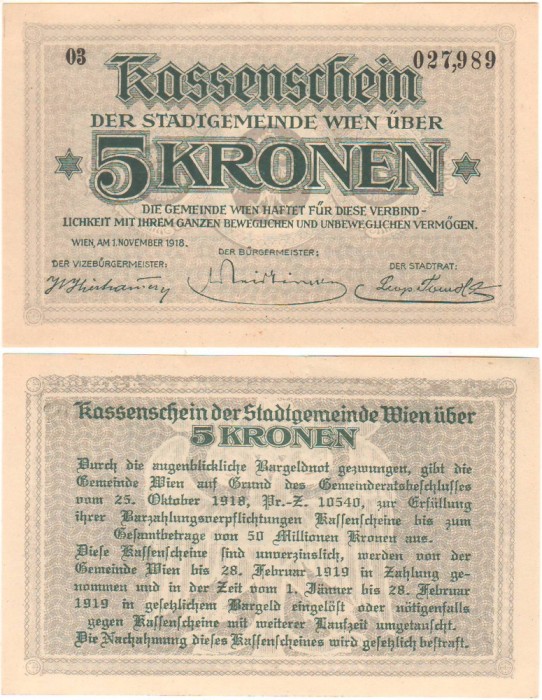 03 027,989
Kassenschein
DER STADTGEMEINDE WIEN ÜBER
5 KRONEN
DIE GEMEINDE WIEN HAFTET FÜR DIESE VERBIND-
LICHKEIT MIT IHREM GANZEN BEWEGLICHEN UND UNBEWEGLICHEN VERMÖGEN.
WIEN, AM 1. NOVEMBER 1918.
DER VIZEBÜRGERMEISTER: DER BÜRGERMEISTER: DER STADTRAT:
Kassenschein der Stadtgemeinde Wien über
5 KRONEN
Durch die augenblickliche Bargeldnot gezwungen, gibt die
Gemeinde Wien auf Grund des Gemeinderatsbeschlusses
vom 25. Oktober 1918, Pr.-Z. 10540, zur Erfüllung
ihrer Barzahlungsverpflichtungen Kassenscheine bis zum
Gesamtbetrage von 50 Millionen Kronen aus.
Diese Kassenscheine sind unverzinslich, werden von der
Gemeinde Wien bis 28. Februar 1919 in Zahlung ge-
nommen und in der Zeit vom 1. Jänner bis 28. Februar
1919 in gesetzlichem Bargeld eingelöst oder nötigenfalls
gegen Kassenscheine mit weiterer Laufzeit umgetauscht.
Die Nachahmung dieses Kassenscheines wird gesetzlich bestraft.